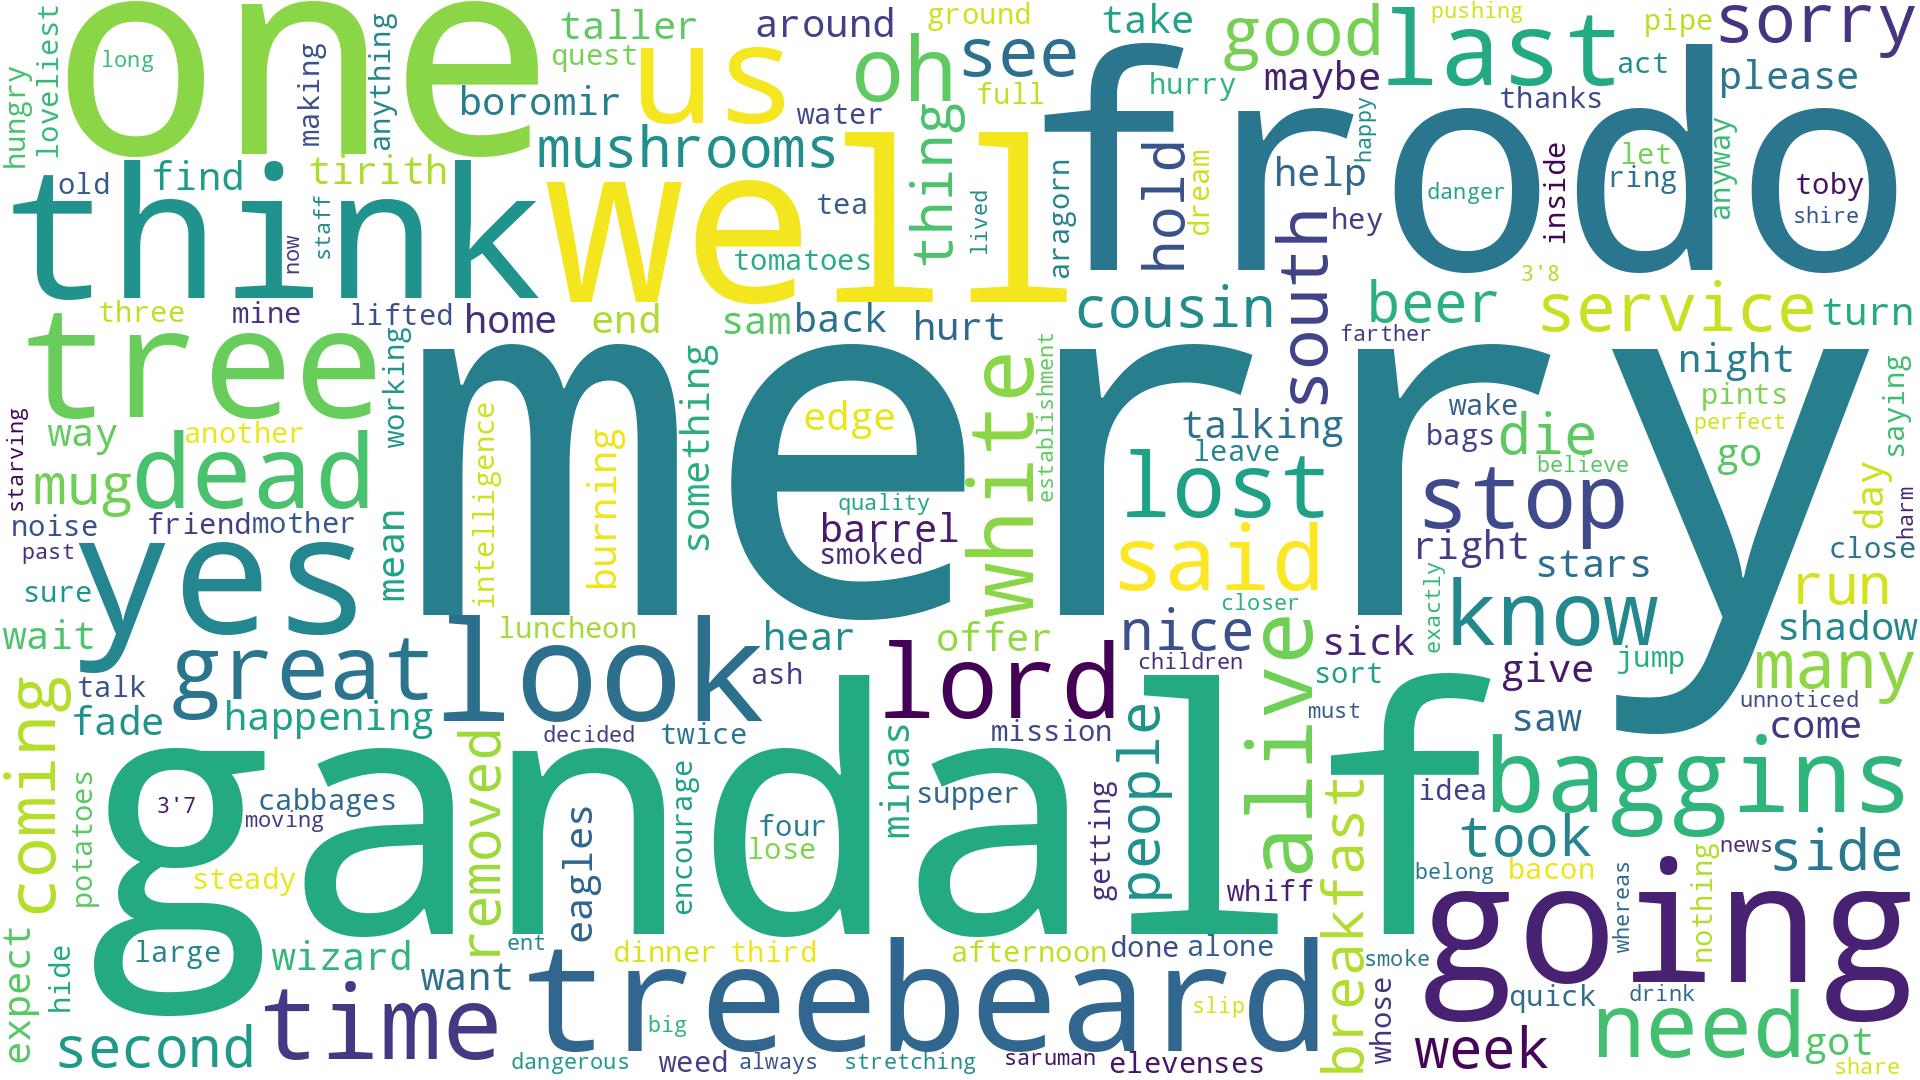 one
long
hungry
loveliest
making
anything
taller
quest
us
around
ground
oh
see
full
take
good
hurry
maybe
last
pushing
pipe
sorry
act
please
thanks
boromir
water
mushrooms
well
frodo
old
find
tirith
think
now
staff
tea
tomatoes
thing
lived
aragorn
hold
dream
south
help
hey
happy
danger
inside
let
ring
anyway
toby
shire
3'8
three
mine
lifted
home
end
sam
back
hurt
cousin
beer
service
turn
farther
tree
working
merry
something
white
establishment
night
pints
perfect
saying
way
another
starving
mug
dead
intelligence
burning
edge
quality
barrel
smoked
talking
leave
lost
wake
bags
die
believe
stop
go
day
harm
noise
friend
mother
past
yes
mean
said
right
stars
close
exactly
sure
closer
know
run
wait
luncheon
hear
offer
nice
sick
shadow
great
look
ash
lord
children
alive
sort
give
jump
many
talk
fade
happening
decided
twice
mission
must
saw
unnoticed
come
coming
removed
minas
people
gandalf
3'7
cabbages
moving
potatoes
eagles
encourage
four
lose
supper
getting
idea
baggins
took
news
side
steady
whiff
breakfast
belong
bacon
going
whereas
nothing
large
wizard
ent
dinner
third
afternoon
done
alone
smoke
expect
hide
want
treebeard
slip
whose
quick
drink
need
got
second
time
big
dangerous
weed
always
stretching
saruman
elevenses
week
share